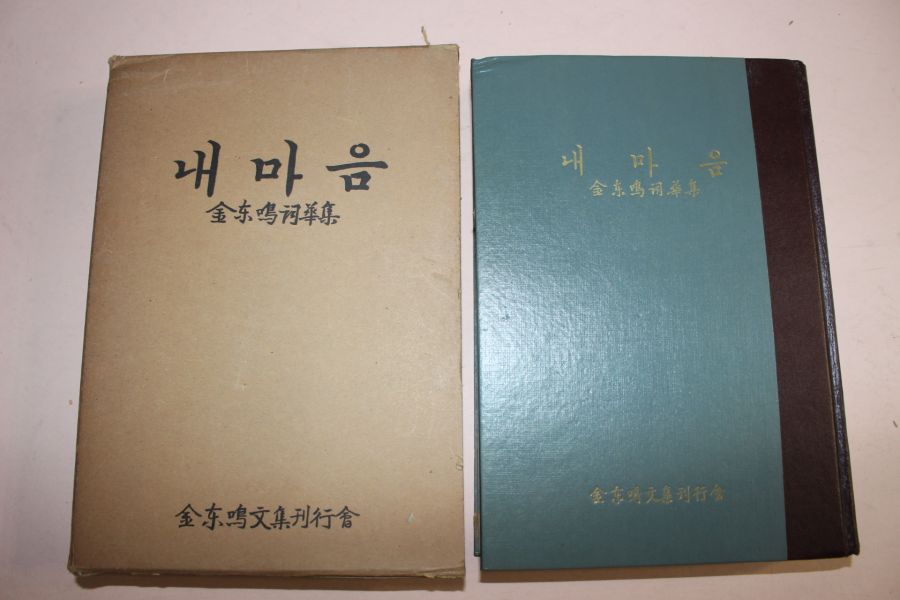 내 마음
金东鳴詞華集
金东鳴文集刊行會
내 마 음
金东鳴词華集
金东鳴文集刊行會